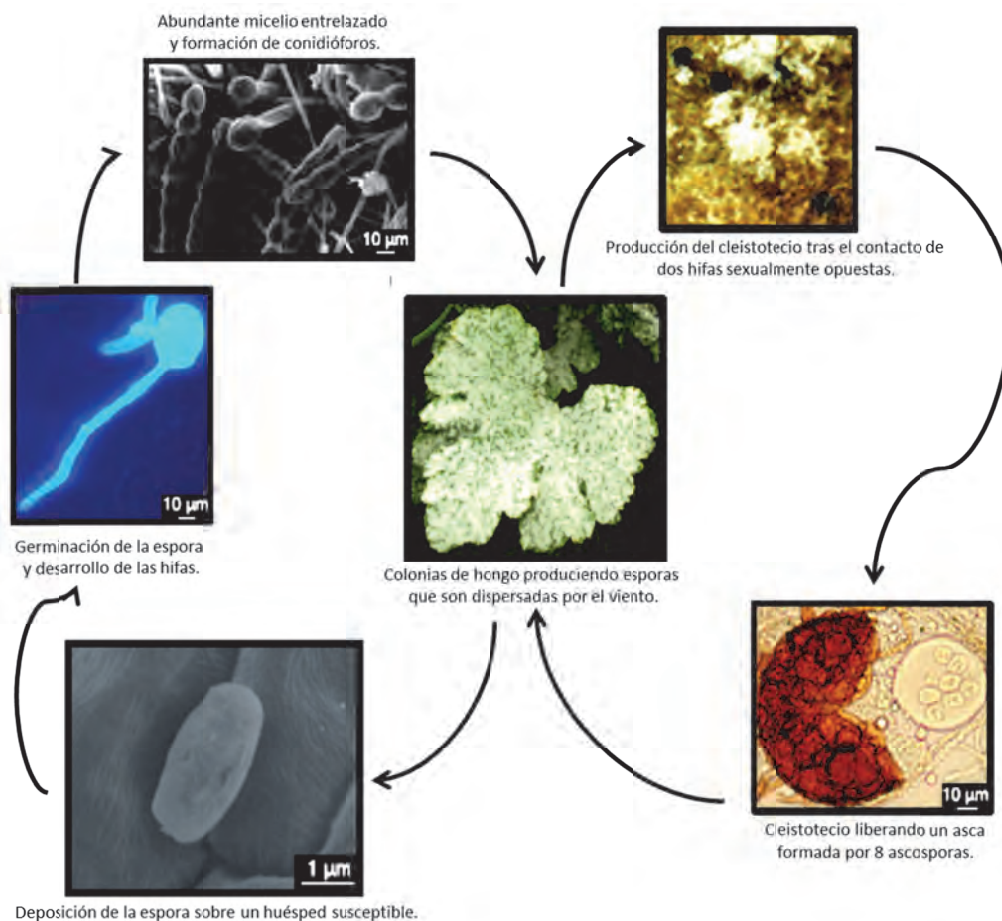 Abundante micelio entrelazado
y formación de conidióforos.
10 µm
Producción del cleistotecio tras el contacto de
dos hifas sexualmente opuestas.
10 µm
Germinación de la espora
y desarrollo de las hifas.
Colonias de hongo produciendo esporas
que son dispersadas por el viento.
10 µm
Cleistotecio liberando un asca
formada por 8 ascosporas.
1 µm
Deposición de la espora sobre un huésped susceptible.